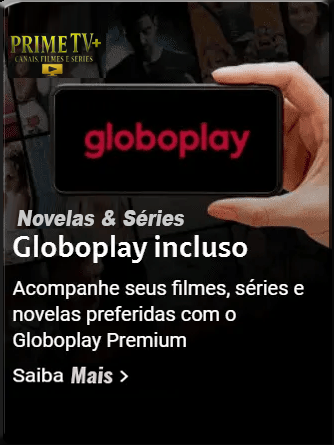 PRIME TV+
CANAIS, FILMES E SERIES
globoplay
Novelas & Séries
Globoplay incluso
Acompanhe seus filmes, séries e
novelas preferidas com o
Globoplay Premium
Saiba Mais >